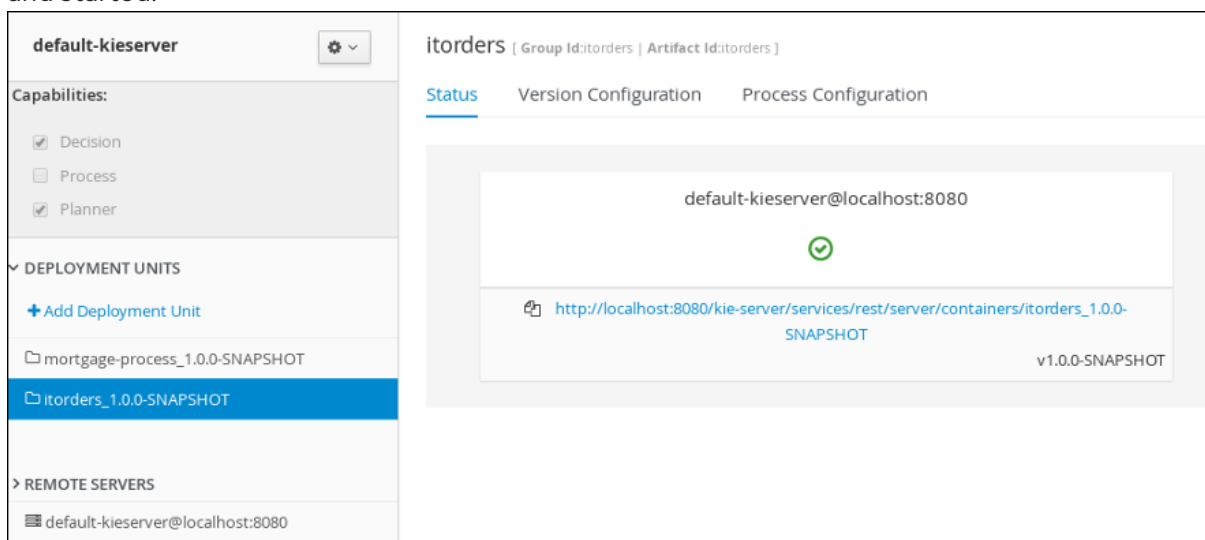 and started.
default-kieserver
Capabilities:
Decision
Process
Planner
DEPLOYMENT UNITS
Add Deployment Unit
mortgage-process_1.0.0-SNAPSHOT
itorders_1.0.0-SNAPSHOT
REMOTE SERVERS
default-kieserver@localhost:8080
itorders [ Group Id:itorders | Artifact Id:itorders ]
Status Version Configuration Process Configuration
default-kieserver@localhost:8080
http://localhost:8080/kie-server/services/rest/server/containers/itorders_1.0.0-
SNAPSHOT
v1.0.0-SNAPSHOT